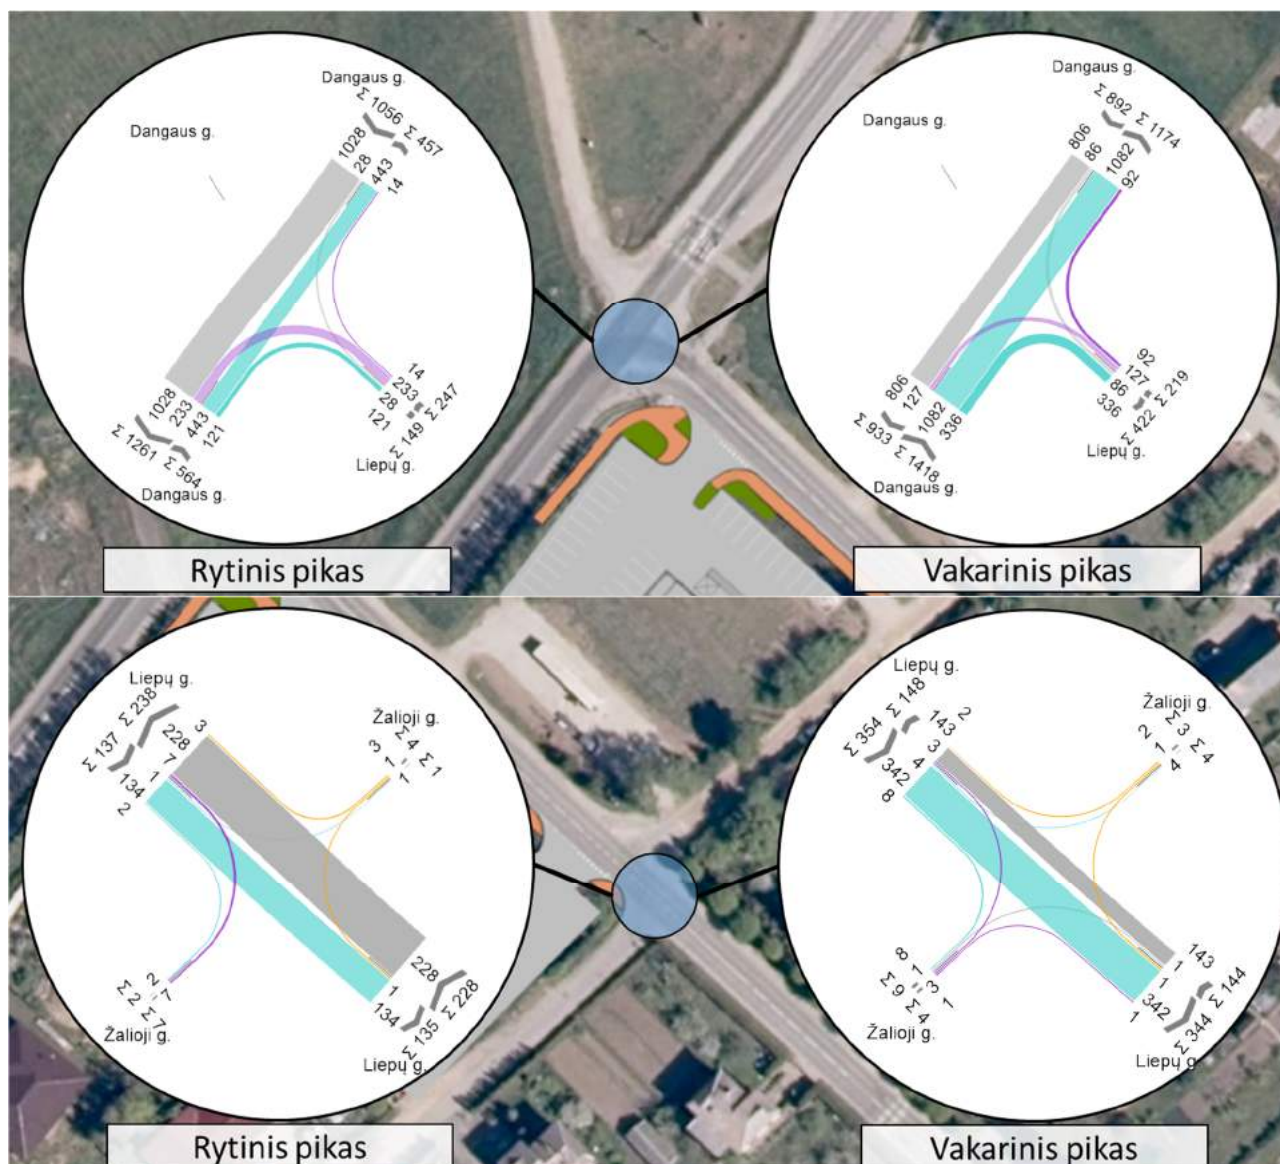 Dangaus g.
Σ 1056 Σ 457
1028 28 443 14
Dangaus g.
14
233 Σ 247
28
121 Σ 149
Liepų g.
1028 233 443 121
Σ 1261 Σ 564
Dangaus g.
Rytinis pikas
Dangaus g.
Σ 892 Σ 1174
806 86 1082 92
Dangaus g.
92
127 Σ 219
86
336 Σ 422
Liepų g.
806 127 1082 336
Σ 933 Σ 1418
Dangaus g.
Vakarinis pikas
Liepų g.
Σ 137 Σ 238
2 134 1 7 228 3
Žalioji g.
Σ 4 Σ 1
3 1 1
2 7
Σ 2 Σ 7
Žalioji g.
228
1
134
Σ 135 Σ 228
Liepų g.
Rytinis pikas
Liepų g.
Σ 354 Σ 148
8 342 4 3 143 2
Žalioji g.
Σ 3 Σ 4
2 1 4
8 1 3 1
Σ 9 Σ 4
Žalioji g.
143
1
1
342
1
Σ 344 Σ 144
Liepų g.
Vakarinis pikas